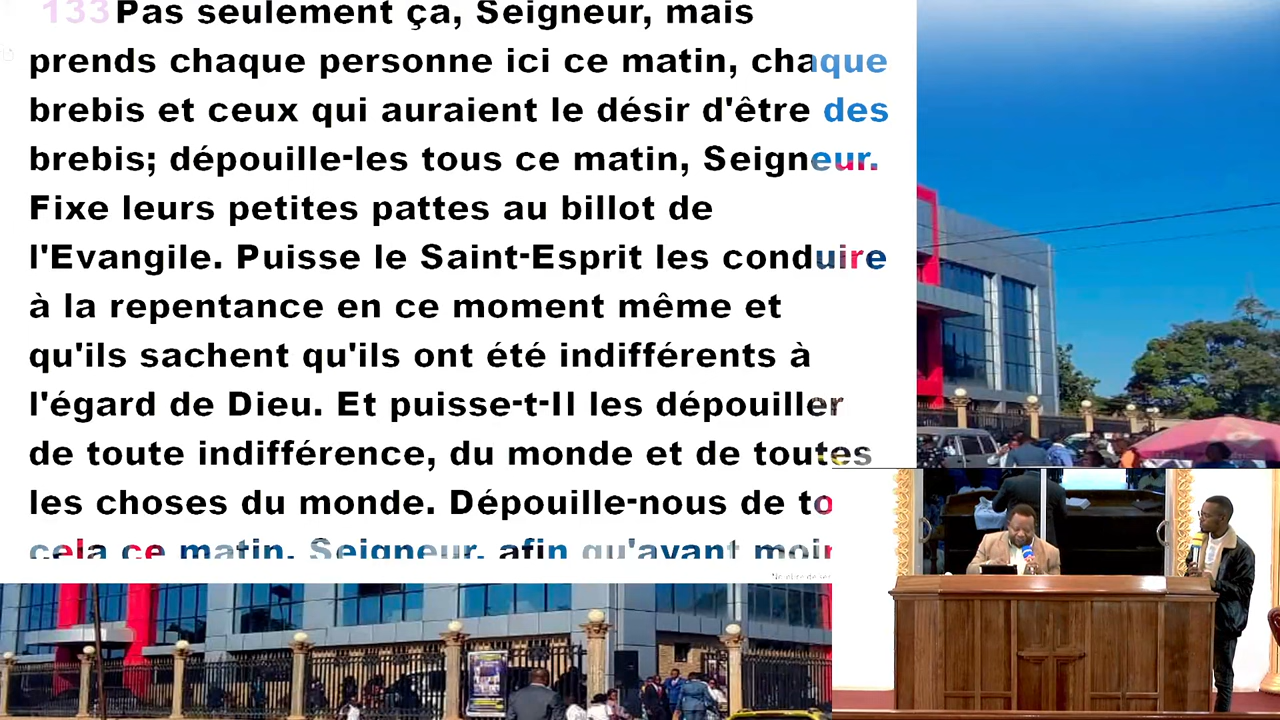 133 Pas seulement ça, Seigneur, mais
prends chaque personne ici ce matin, chaque
brebis et ceux qui auraient le désir d'être des
brebis; dépouille-les tous ce matin, Seigneur.
Fixe leurs petites pattes au billot de
l'Evangile. Puisse le Saint-Esprit les conduire
à la repentance en ce moment même et
qu'ils sachent qu'ils ont été indifférents à
l'égard de Dieu. Et puisse-t-Il les dépouiller
de toute indifférence, du monde et de toutes
les choses du monde. Dépouille-nous de to
cela ce matin, Seigneur, afin qu'ayant moin